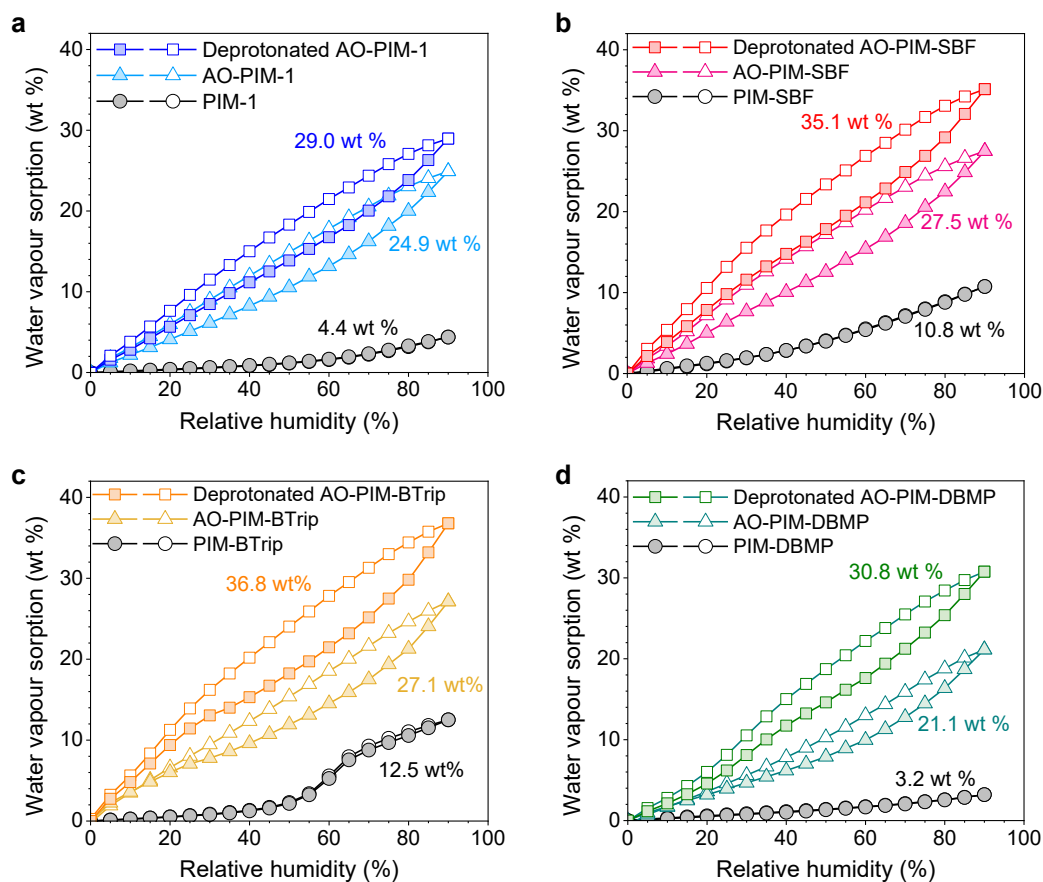 a
Water vapour sorption (wt %)
40
30
20
10
0
Deprotonated AO-PIM-1
AO-PIM-1
PIM-1
29.0 wt %
24.9 wt %
4.4 wt %
0 20 40 60 80 100
Relative humidity (%)
b
Water vapour sorption (wt %)
40
30
20
10
0
Deprotonated AO-PIM-SBF
AO-PIM-SBF
PIM-SBF
35.1 wt %
27.5 wt %
10.8 wt %
0 20 40 60 80 100
Relative humidity (%)
c
Water vapour sorption (wt %)
40
30
20
10
0
Deprotonated AO-PIM-BTrip
AO-PIM-BTrip
PIM-BTrip
36.8 wt%
27.1 wt%
12.5 wt%
0 20 40 60 80 100
Relative humidity (%)
d
Water vapour sorption (wt %)
40
30
20
10
0
Deprotonated AO-PIM-DBMP
AO-PIM-DBMP
PIM-DBMP
30.8 wt %
21.1 wt %
3.2 wt %
0 20 40 60 80 100
Relative humidity (%)